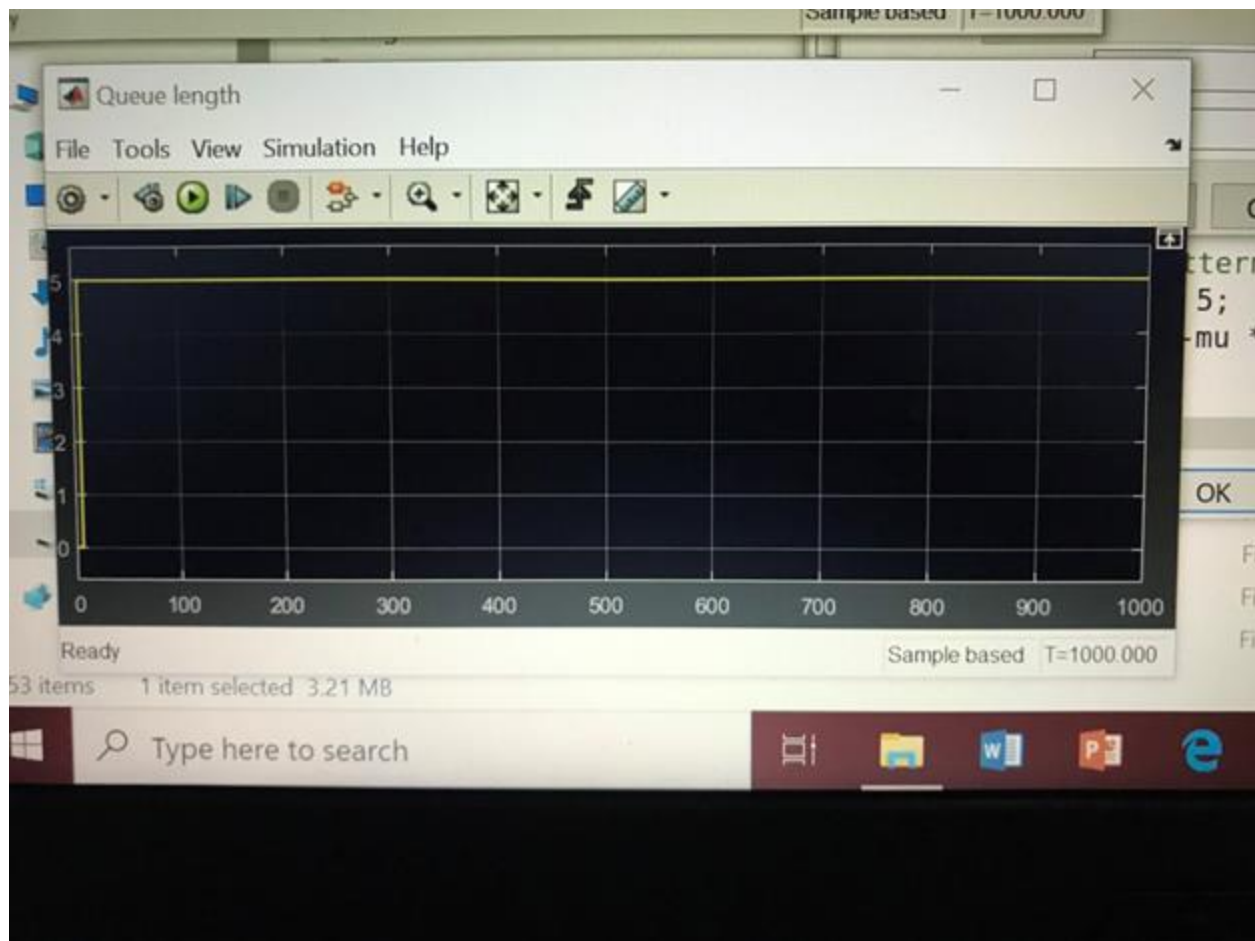 Sample based T=1000.000
Queue length
File Tools View Simulation Help
5
4
3
2
1
0
0 100 200 300 400 500 600 700 800 900 1000
Ready Sample based T=1000.000
5;
-mu *
OK
53 items 1 item selected 3.21 MB
Type here to search